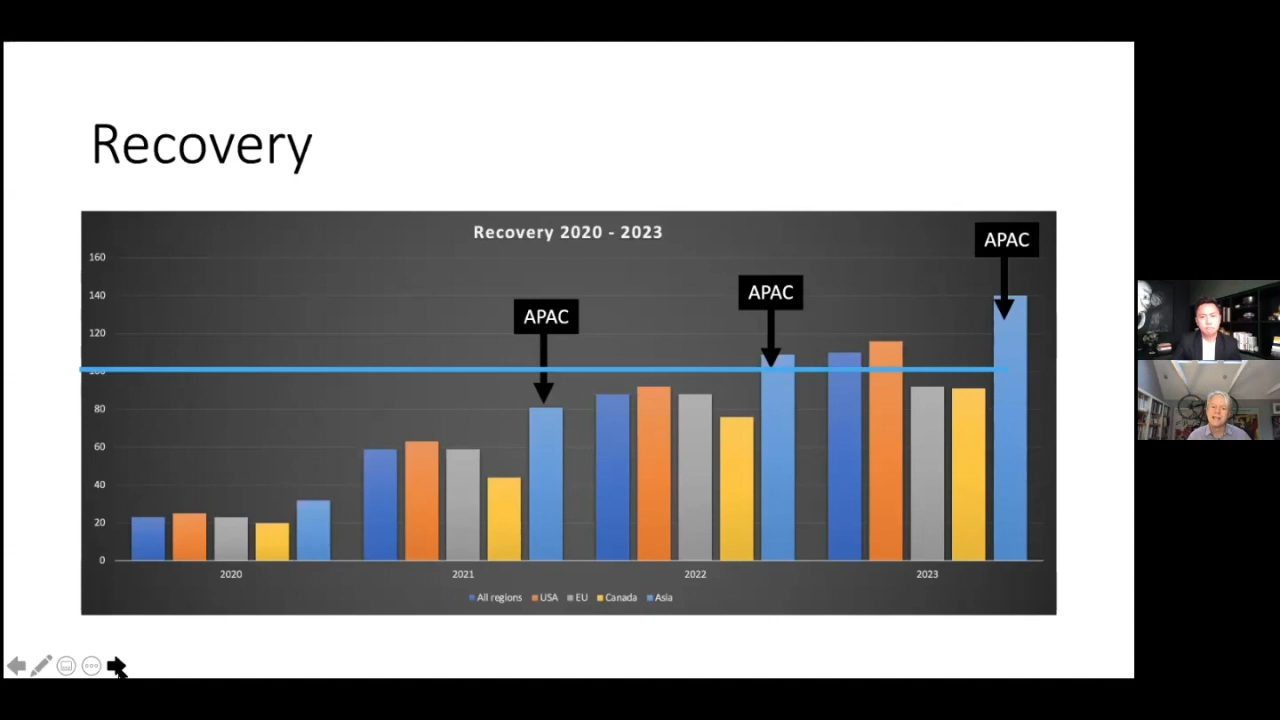 Recovery
Recovery 2020 - 2023
APAC
APAC
APAC
160
140
120
100
80
60
40
20
0
2020 2021 2022 2023
All regions USA EU Canada Asia